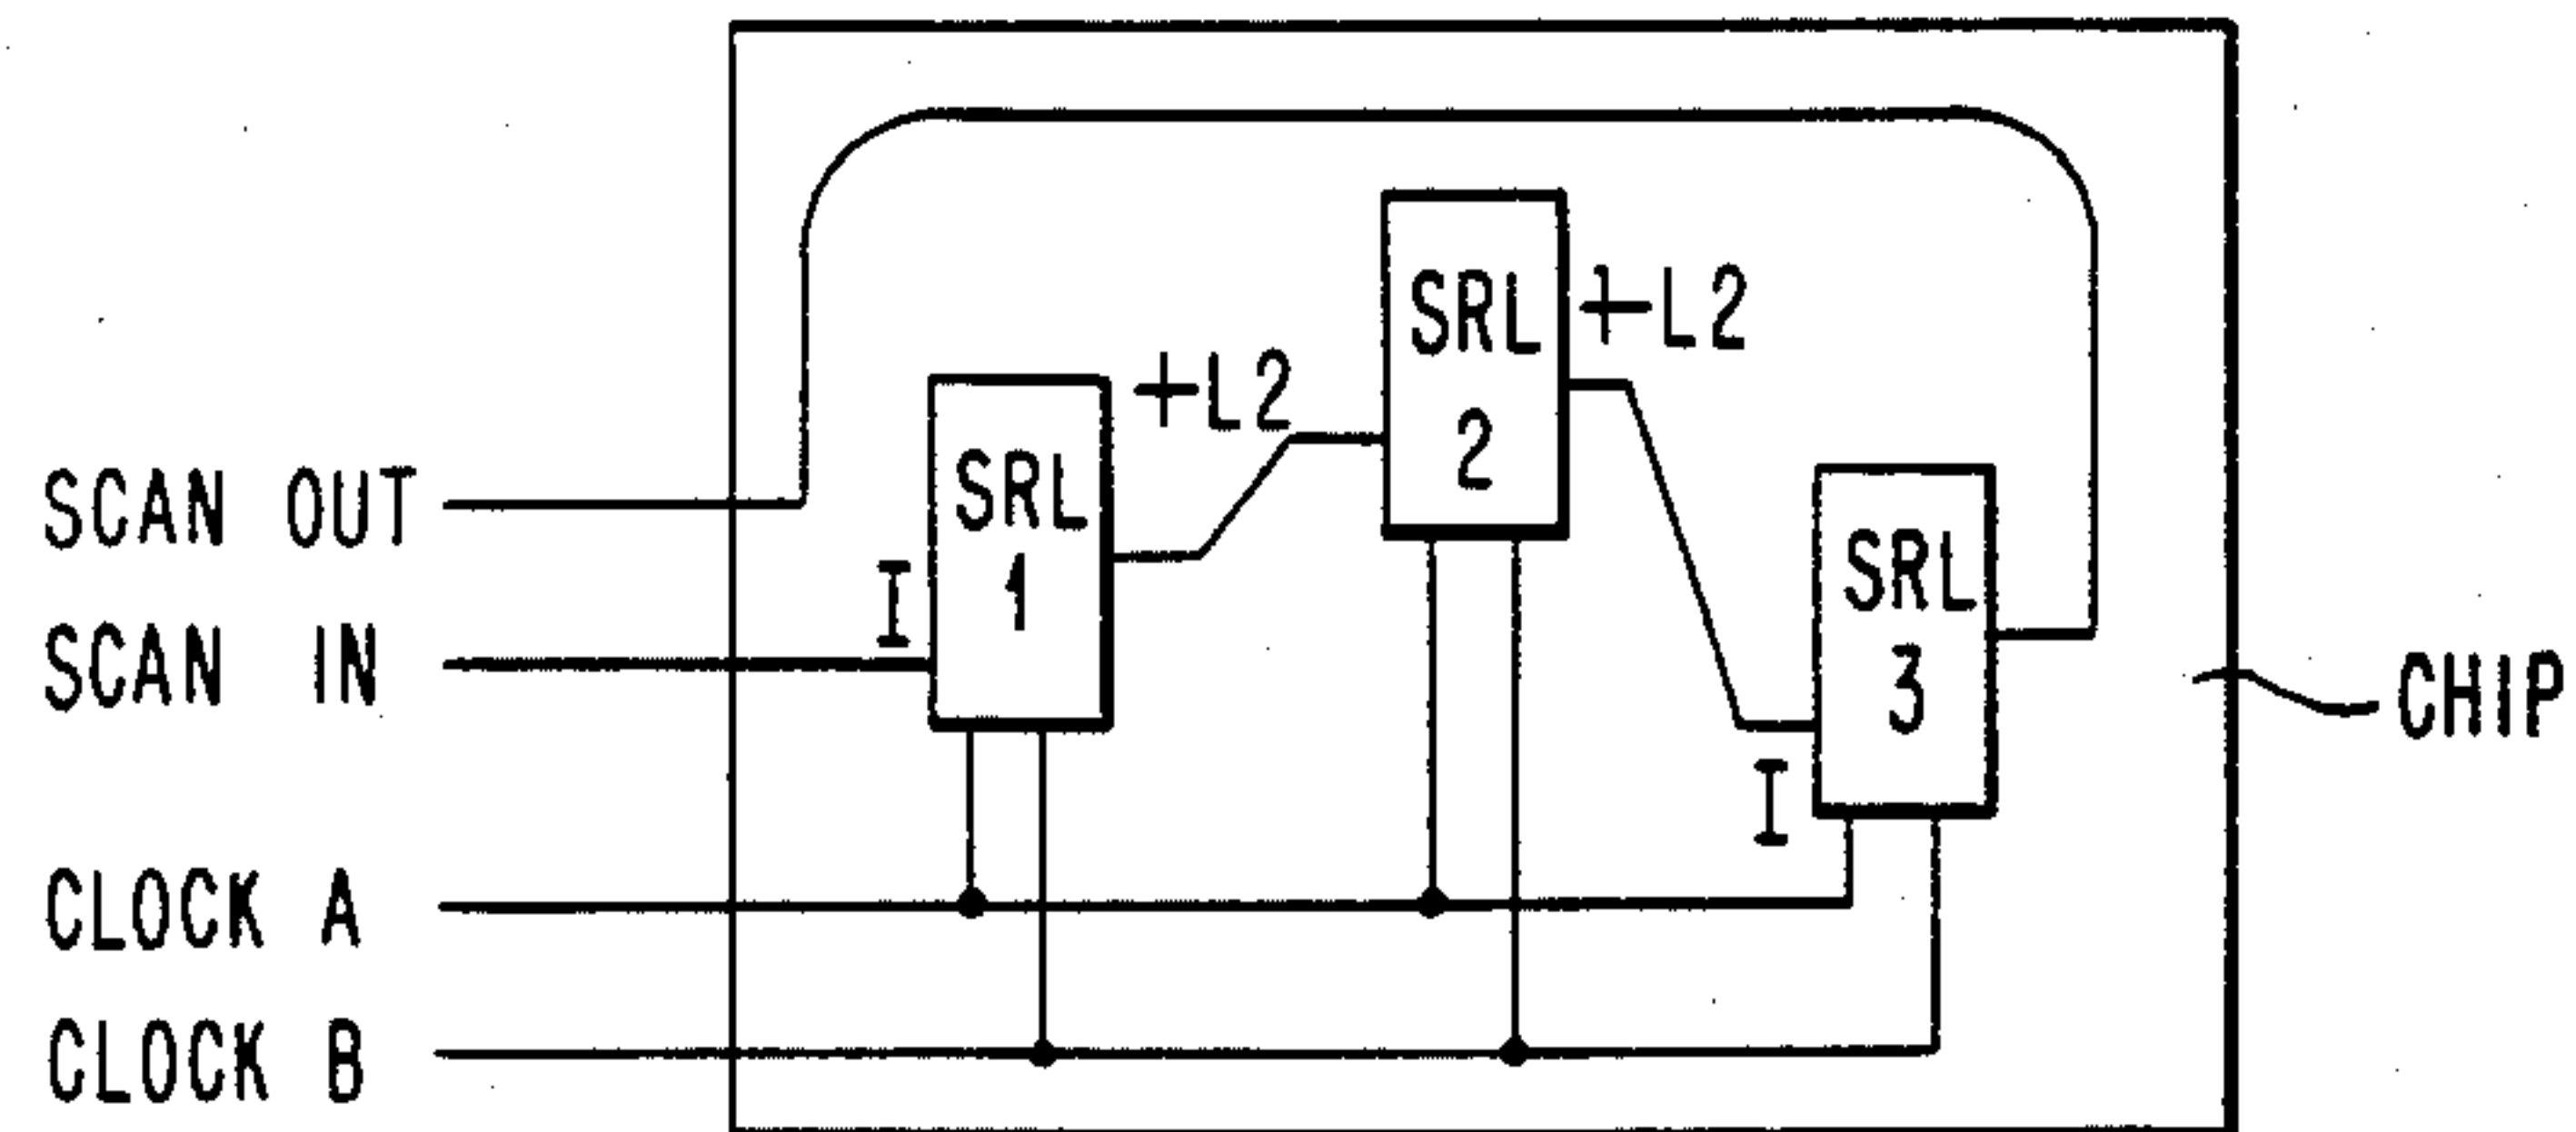 SCAN OUT
SCAN IN
CLOCK A
CLOCK B
I
SRL
1
+L2
SRL
2
+L2
SRL
3
I
CHIP